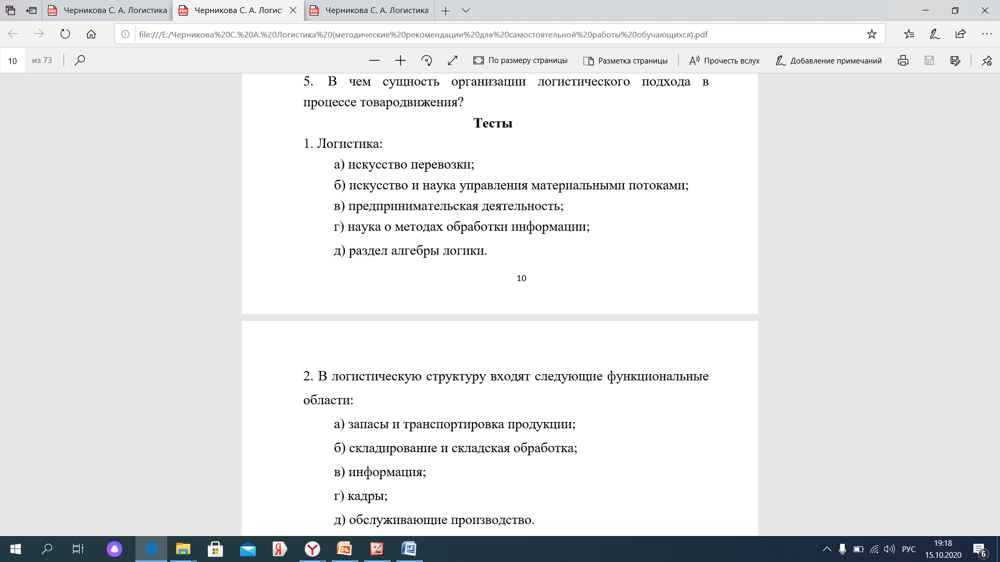 Черникова С. А. Логистика
Черникова С. А. Логист
Черникова С. А. Логистика
file:///E:/Черникова%20С.%20А.%20Логистика%20(методические%20рекомендации%20для%20самостоятельной%20работы%20обучающихся).pdf
10 из 73
По размеру страницы
Разметка страницы
Прочесть вслух
Добавление примечаний
5. В чем сущность организации логистического подхода в
процессе товародвижения?
Тесты
1. Логистика:
а) искусство перевозки;
б) искусство и наука управления материальными потоками;
в) предпринимательская деятельность;
г) наука о методах обработки информации;
д) раздел алгебры логики.
10
2. В логистическую структуру входят следующие функциональные
области:
а) запасы и транспортировка продукции;
б) складирование и складская обработка;
в) информация;
г) кадры;
д) обслуживающие производство.
РУС
19:18
15.10.2020
6